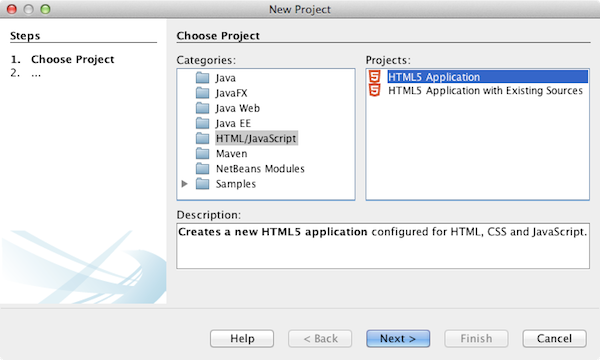 New Project
Steps
1. Choose Project
2. ...
Choose Project
Categories:
Java
JavaFX
Java Web
Java EE
HTML/JavaScript
Maven
NetBeans Modules
Samples
Projects:
HTML5 Application
HTML5 Application with Existing Sources
Description:
Creates a new HTML5 application configured for HTML, CSS and JavaScript.
Help
< Back
Next >
Finish
Cancel